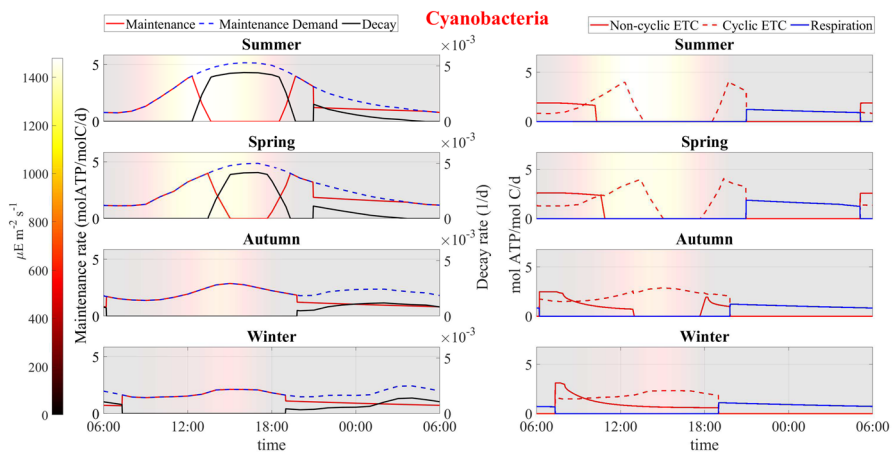 Cyanobacteria
Maintenance Maintenance Demand Decay
Non-cyclic ETC Cyclic ETC Respiration
Summer
×10⁻³
5
0
5
0
Summer
5
0
Spring
×10⁻³
5
0
5
0
Spring
5
0
Autumn
×10⁻³
5
0
5
0
Autumn
5
0
Winter
×10⁻³
5
0
5
0
Winter
5
0
06:00 12:00 18:00 00:00 06:00
time
06:00 12:00 18:00 00:00 06:00
time
μE m⁻² s⁻¹
1400
1200
1000
800
600
400
200
0
Maintenance rate (molATP/molC/d)
Decay rate (1/d)
mol ATP/mol C/d